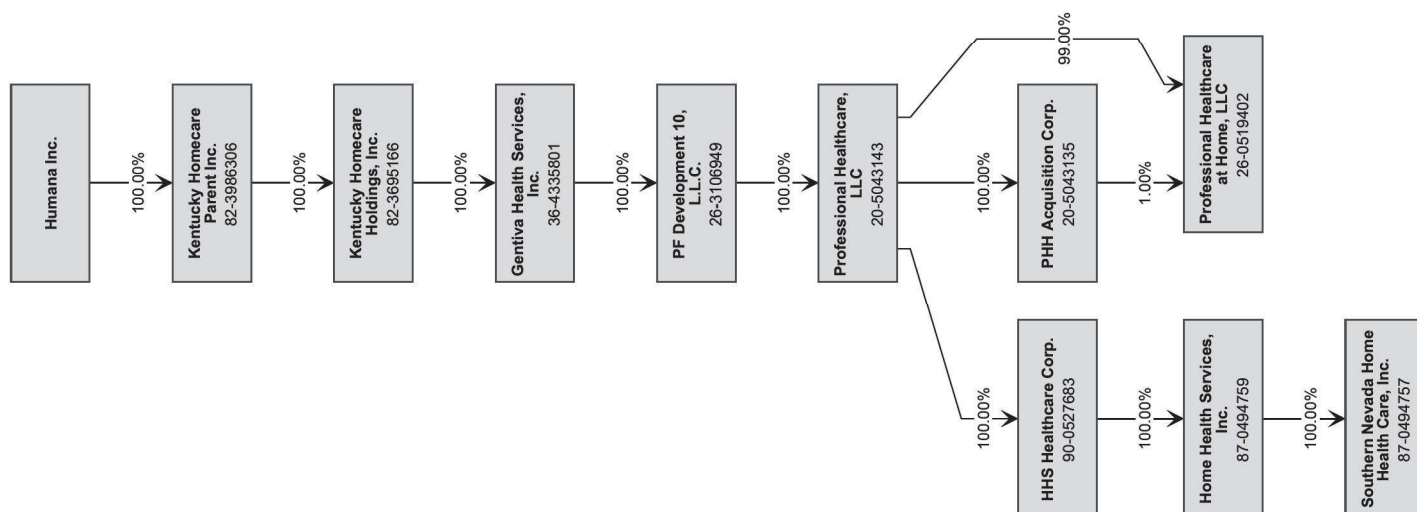 Humana Inc.
100.00%
Kentucky Homecare
Parent Inc.
82-3986306
100.00%
Kentucky Homecare
Holdings, Inc.
82-3695166
100.00%
Gentiva Health Services,
Inc.
36-4335801
100.00%
PF Development 10,
L.L.C.
26-3106949
100.00%
Professional Healthcare,
LLC
20-5043143
100.00%
100.00%
99.00%
HHS Healthcare Corp.
90-0527683
PHH Acquisition Corp.
20-5043135
100.00%
1.00%
Home Health Services,
Inc.
87-0494759
Professional Healthcare
at Home, LLC
26-0519402
100.00%
Southern Nevada Home
Health Care, Inc.
87-0494757